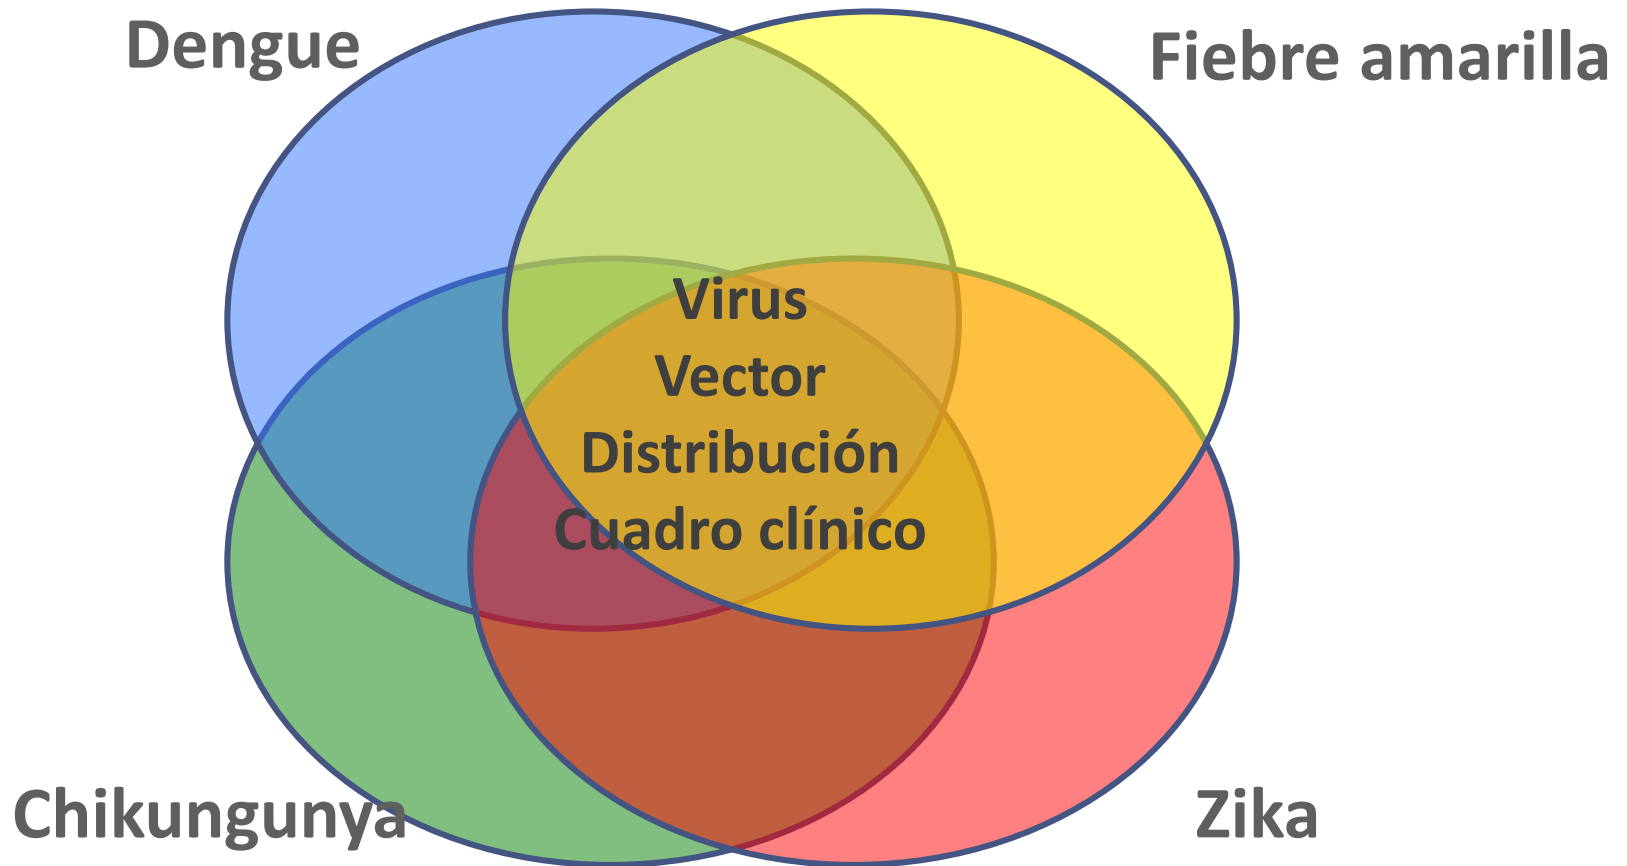 Dengue
Fiebre amarilla
Virus
Vector
Distribución
Cuadro clínico
Chikungunya
Zika